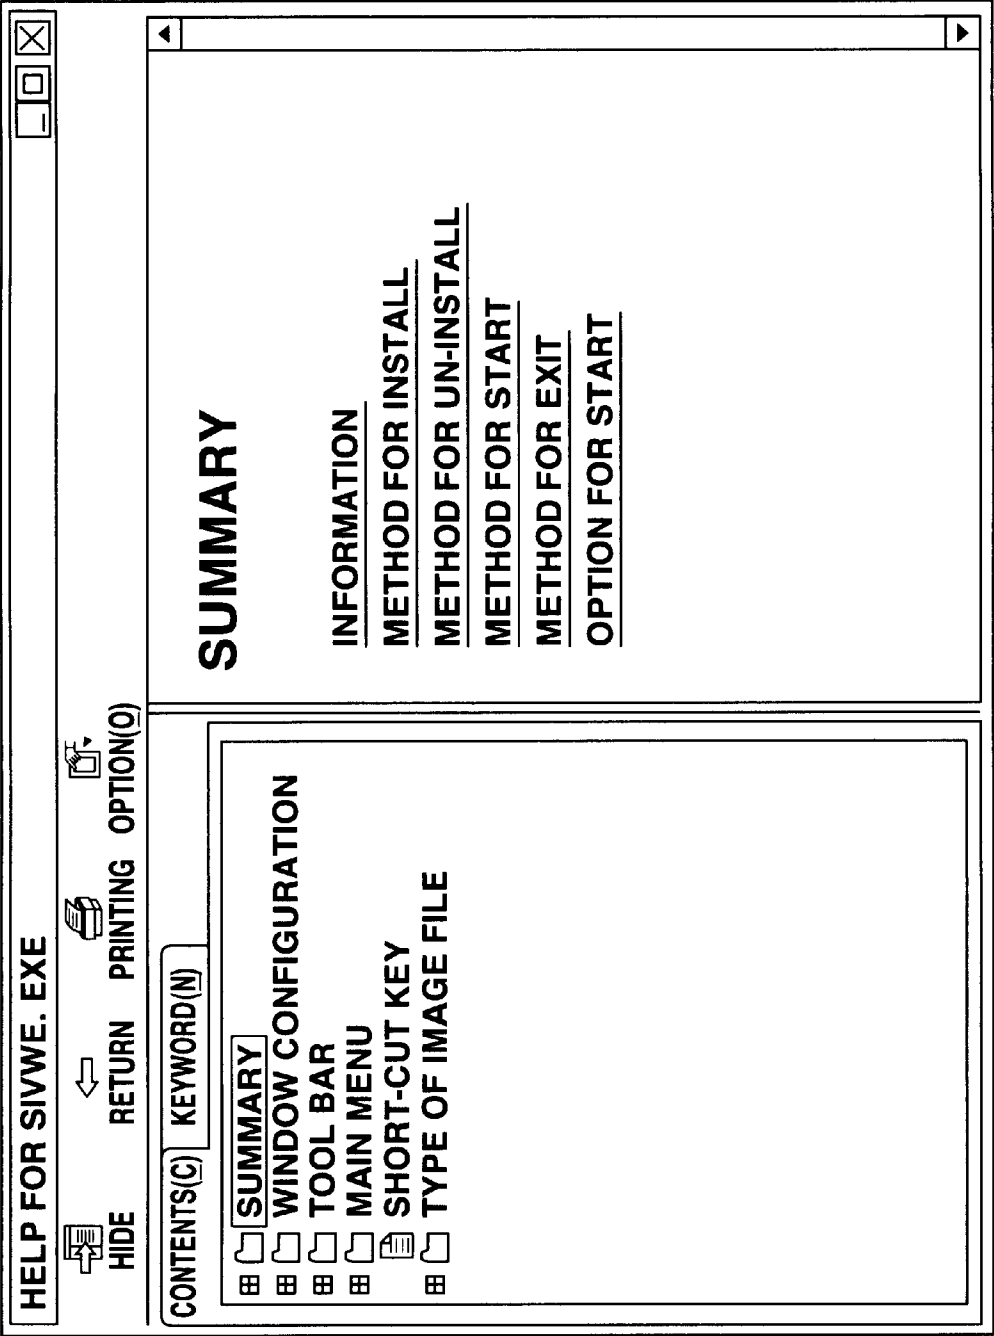 HELP FOR SIVWE. EXE
HIDE RETURN PRINTING OPTION(O)
CONTENTS(C) KEYWORD(N)
SUMMARY
WINDOW CONFIGURATION
TOOL BAR
MAIN MENU
SHORT-CUT KEY
TYPE OF IMAGE FILE
SUMMARY
INFORMATION
METHOD FOR INSTALL
METHOD FOR UN-INSTALL
METHOD FOR START
METHOD FOR EXIT
OPTION FOR START